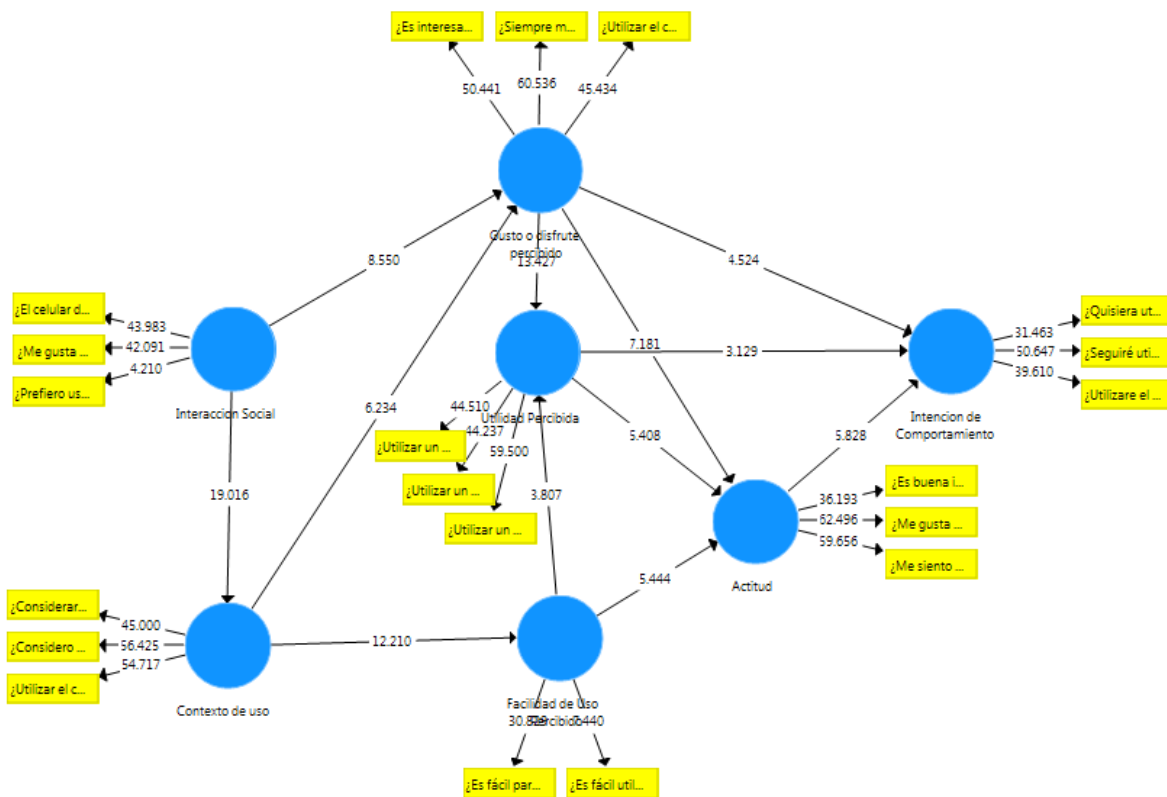 ¿Es interesa...
¿Siempre m...
¿Utilizar el c...
50.441
60.536
45.434
Gusto o disfrute
percibido
13.427
8.550
4.524
¿El celular d...
¿Me gusta ...
¿Prefiero us...
43.983
42.091
4.210
Interaccion Social
7.181
3.129
31.463
50.647
39.610
¿Quisiera ut...
¿Seguiré uti...
¿Utilizare el ...
Intencion de
Comportamiento
6.234
44.510
44.237
59.500
Utilidad Percibida
¿Utilizar un ...
¿Utilizar un ...
¿Utilizar un ...
5.408
5.828
19.016
3.807
36.193
62.496
59.656
¿Es buena i...
¿Me gusta ...
¿Me siento ...
Actitud
5.444
¿Considerar...
¿Considero ...
¿Utilizar el c...
45.000
56.425
54.717
Contexto de uso
12.210
Facilidad de Uso
Percibido
¿Es fácil par...
¿Es fácil util...